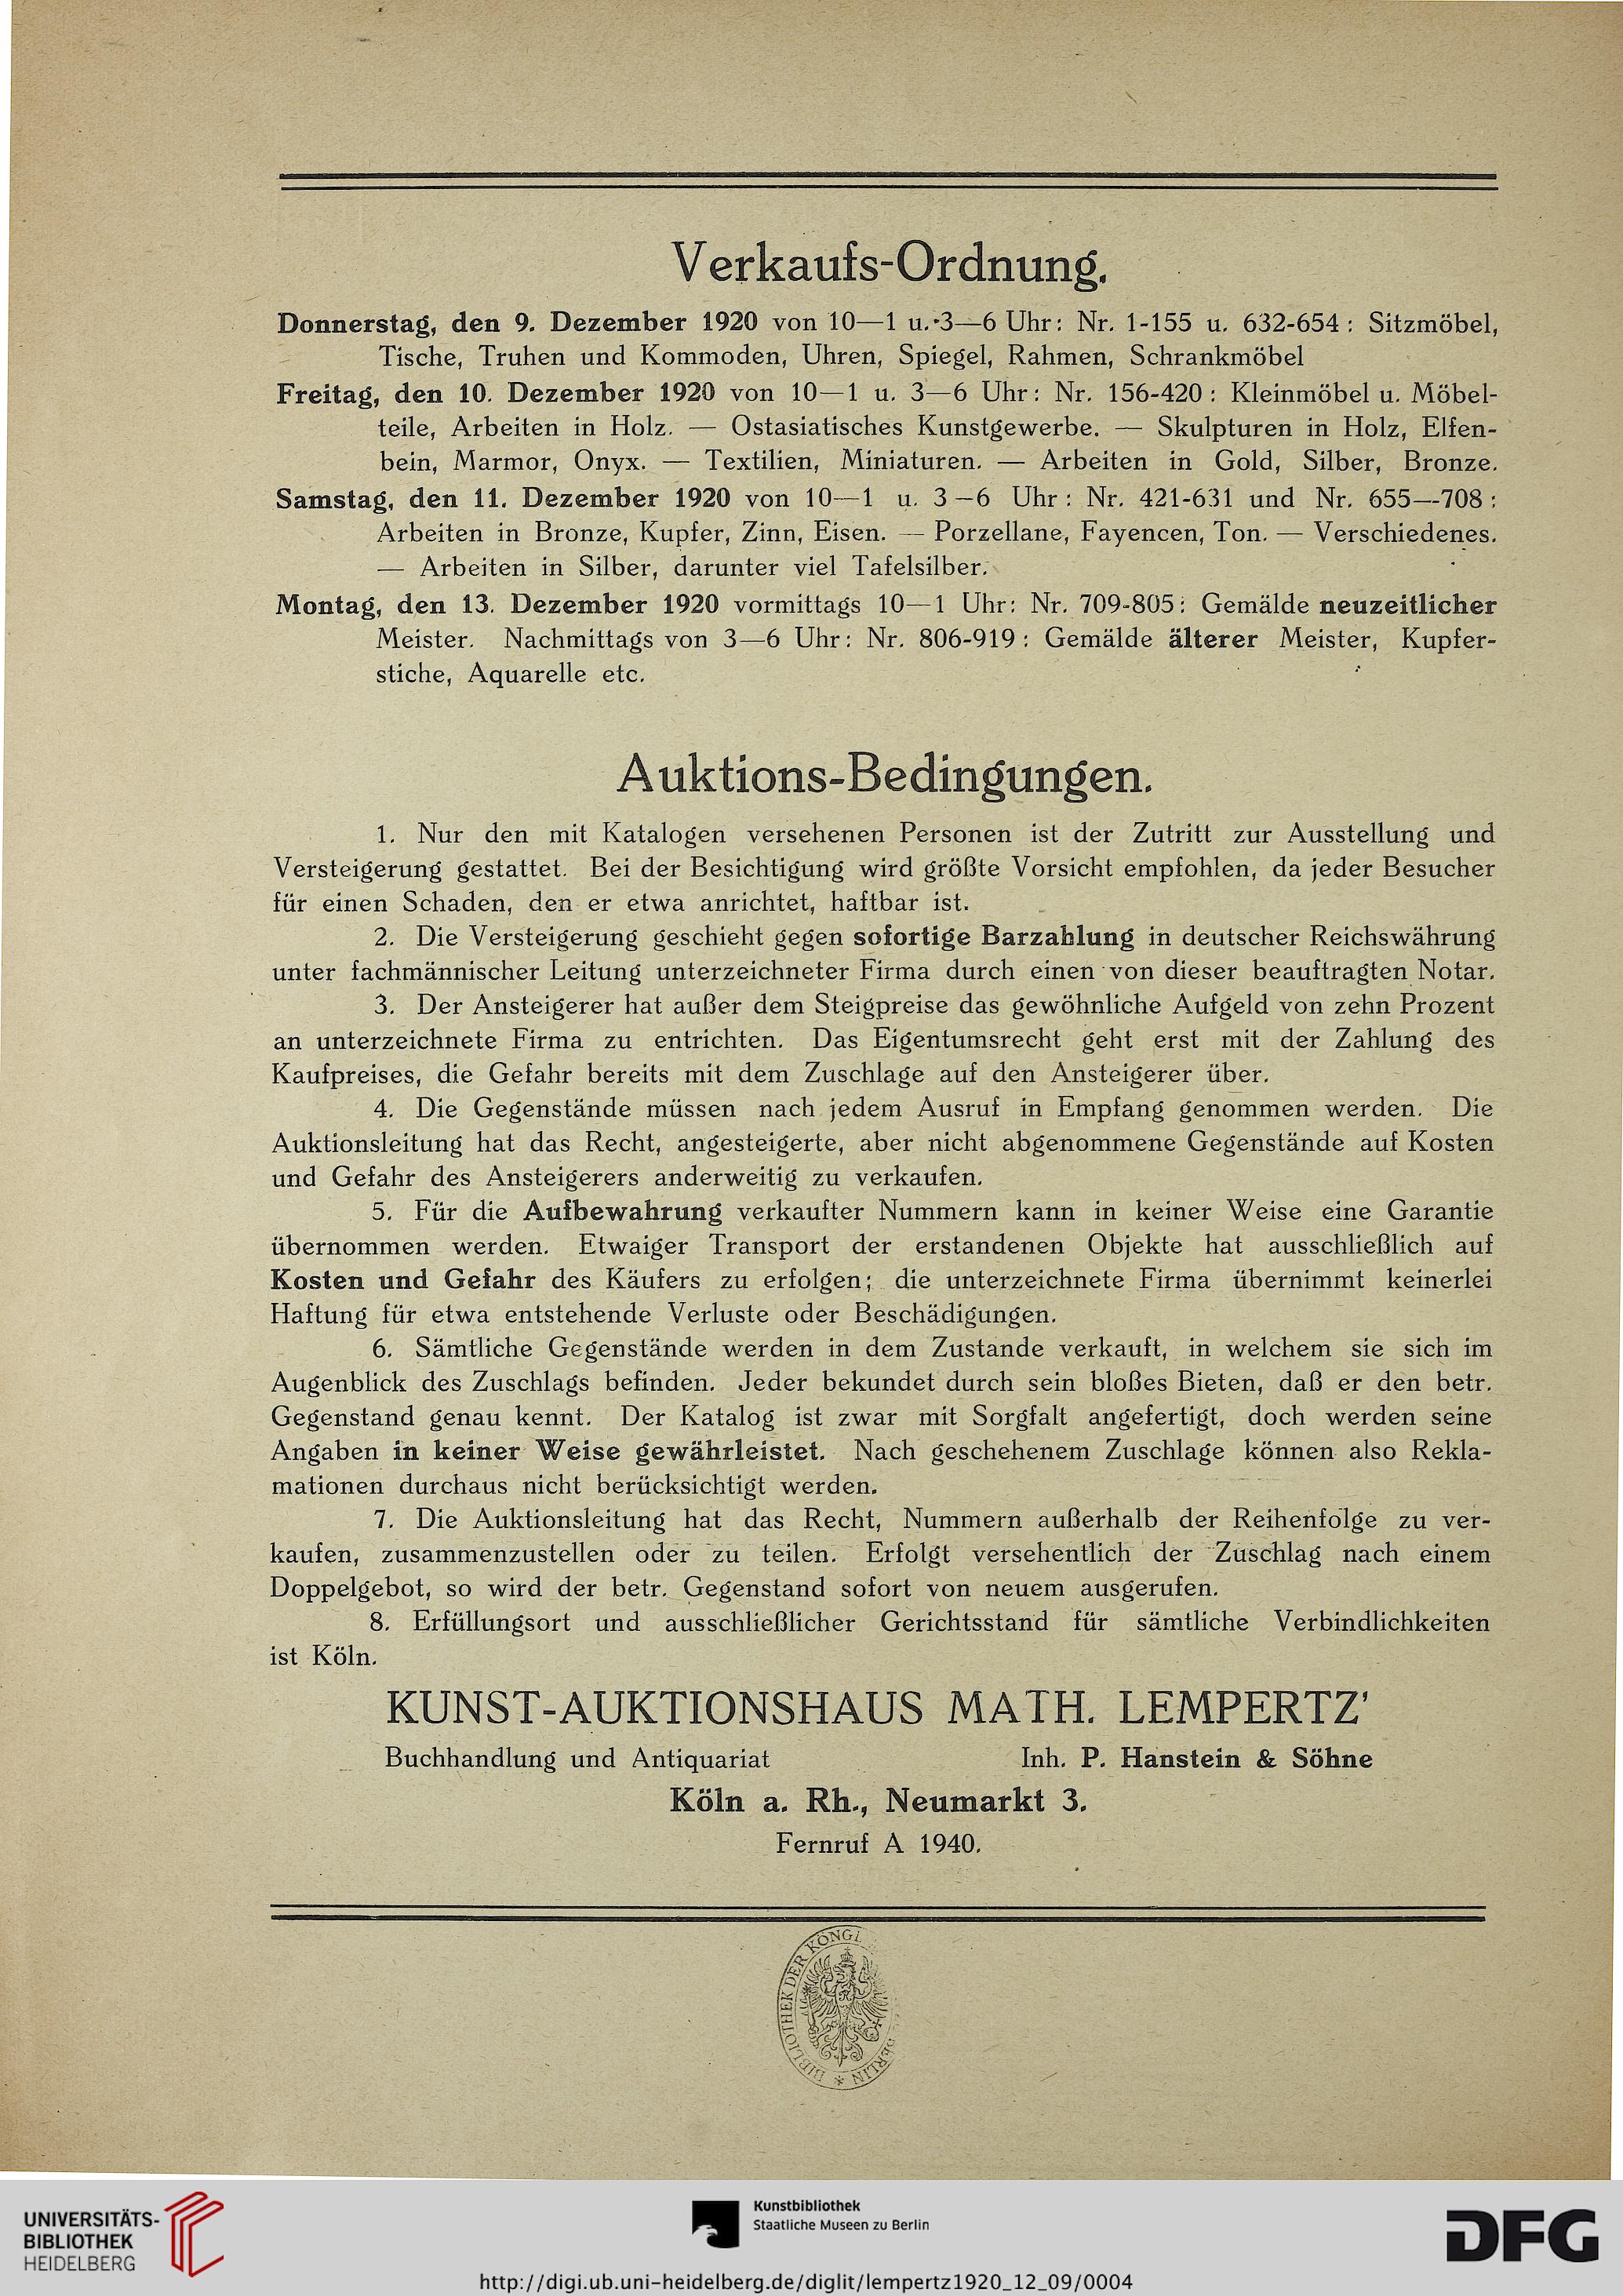 Verkaufs-Ordnung.
Donnerstag, den 9. Dezember 1920 von 10—1 u. 3—6 Uhr: Nr. 1-155 u. 632-654: Sitzmöbel,
Tische, Truhen und Kommoden, Uhren, Spiegel, Rahmen, Schrankmöbel
Freitag, den 10. Dezember 1920 von 10—1 u. 3—6 Uhr: Nr. 156-420: Kleinmöbel u. Möbel-
teile, Arbeiten in Holz. — Ostasiatisches Kunstgewerbe. — Skulpturen in Holz, Elfen-
bein, Marmor, Onyx. — Textilien, Miniaturen. — Arbeiten in Gold, Silber, Bronze.
Samstag, den 11. Dezember 1920 von 10—1 u. 3—6 Uhr: Nr. 421-631 und Nr. 655—708:
Arbeiten in Bronze, Kupfer, Zinn, Eisen. — Porzellane, Fayencen, Ton. — Verschiedenes.
— Arbeiten in Silber, darunter viel Tafelsilber.
Montag, den 13. Dezember 1920 vormittags 10—1 Uhr: Nr. 709-805: Gemälde neuzeitlicher
Meister. Nachmittags von 3—6 Uhr: Nr. 806-919: Gemälde älterer Meister, Kupfer-
stiche, Aquarelle etc.
Auktions-Bedingungen.
1. Nur den mit Katalogen versehenen Personen ist der Zutritt zur Ausstellung und
Versteigerung gestattet. Bei der Besichtigung wird größte Vorsicht empfohlen, da jeder Besucher
für einen Schaden, den er etwa anrichtet, haftbar ist.
2. Die Versteigerung geschieht gegen sofortige Barzahlung in deutscher Reichswährung
unter fachmännischer Leitung unterzeichneter Firma durch einen von dieser beauftragten Notar.
3. Der Ansteigerer hat außer dem Steigpreise das gewöhnliche Aufgeld von zehn Prozent
an unterzeichnete Firma zu entrichten. Das Eigentumsrecht geht erst mit der Zahlung des
Kaufpreises, die Gefahr bereits mit dem Zuschlage auf den Ansteigerer über.
4. Die Gegenstände müssen nach jedem Ausruf in Empfang genommen werden. Die
Auktionsleitung hat das Recht, angesteigerte, aber nicht abgenommene Gegenstände auf Kosten
und Gefahr des Ansteigerers anderweitig zu verkaufen.
5. Für die Aufbewahrung verkaufter Nummern kann in keiner Weise eine Garantie
übernommen werden. Etwaiger Transport der erstandenen Objekte hat ausschließlich auf
Kosten und Gefahr des Käufers zu erfolgen; die unterzeichnete Firma übernimmt keinerlei
Haftung für etwa entstehende Verluste oder Beschädigungen.
6. Sämtliche Gegenstände werden in dem Zustande verkauft, in welchem sie sich im
Augenblick des Zuschlags befinden. Jeder bekundet durch sein bloßes Bieten, daß er den betr.
Gegenstand genau kennt. Der Katalog ist zwar mit Sorgfalt angefertigt, doch werden seine
Angaben in keiner Weise gewährleistet. Nach geschehenem Zuschlage können also Rekla-
mationen durchaus nicht berücksichtigt werden.
7. Die Auktionsleitung hat das Recht, Nummern außerhalb der Reihenfolge zu ver-
kaufen, zusammenzustellen oder zu teilen. Erfolgt versehentlich der Zuschlag nach einem
Doppelgebot, so wird der betr. Gegenstand sofort von neuem ausgerufen.
8. Erfüllungsort und ausschließlicher Gerichtsstand für sämtliche Verbindlichkeiten
ist Köln.
KUNST-AUKTIONSHAUS MATH. LEMPERTZ'
Buchhandlung und Antiquariat Inh. P. Hanstein & Söhne
Köln a. Rh., Neumarkt 3.
Fernruf A 1940.
BIBLIOTHEK DER KÖNGL
BERLIN
UNIVERSITÄTS-
BIBLIOTHEK
HEIDELBERG
Kunstbibliothek
Staatliche Museen zu Berlin
DFG
http://digi.ub.uni-heidelberg.de/diglit/lempertz1920_12_09/0004